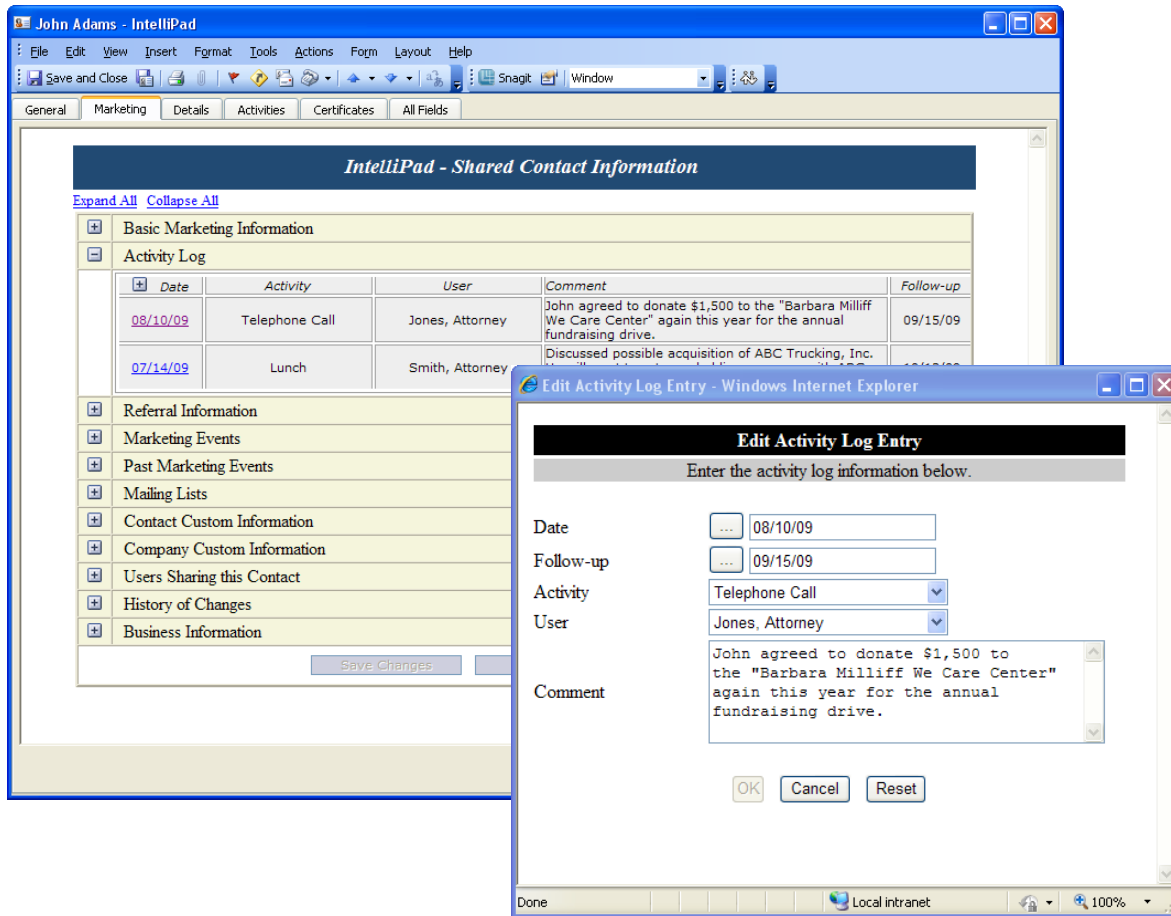 John Adams - IntelliPad
File Edit View Insert Format Tools Actions Form Layout Help
Save and Close Snagit Window
General Marketing Details Activities Certificates All Fields
IntelliPad - Shared Contact Information
Expand All Collapse All
Basic Marketing Information
Activity Log
Date Activity User Comment Follow-up
08/10/09 Telephone Call Jones, Attorney John agreed to donate $1,500 to the "Barbara Milliff
We Care Center" again this year for the annual
fundraising drive. 09/15/09
07/14/09 Lunch Smith, Attorney Discussed possible acquisition of ABC Trucking, Inc.
Referral Information
Marketing Events
Past Marketing Events
Mailing Lists
Contact Custom Information
Company Custom Information
Users Sharing this Contact
History of Changes
Business Information
Save Changes
Edit Activity Log Entry - Windows Internet Explorer
Edit Activity Log Entry
Enter the activity log information below.
Date ... 08/10/09
Follow-up ... 09/15/09
Activity Telephone Call
User Jones, Attorney
Comment
John agreed to donate $1,500 to
the "Barbara Milliff We Care Center"
again this year for the annual
fundraising drive.
OK Cancel Reset
Done Local intranet 100%